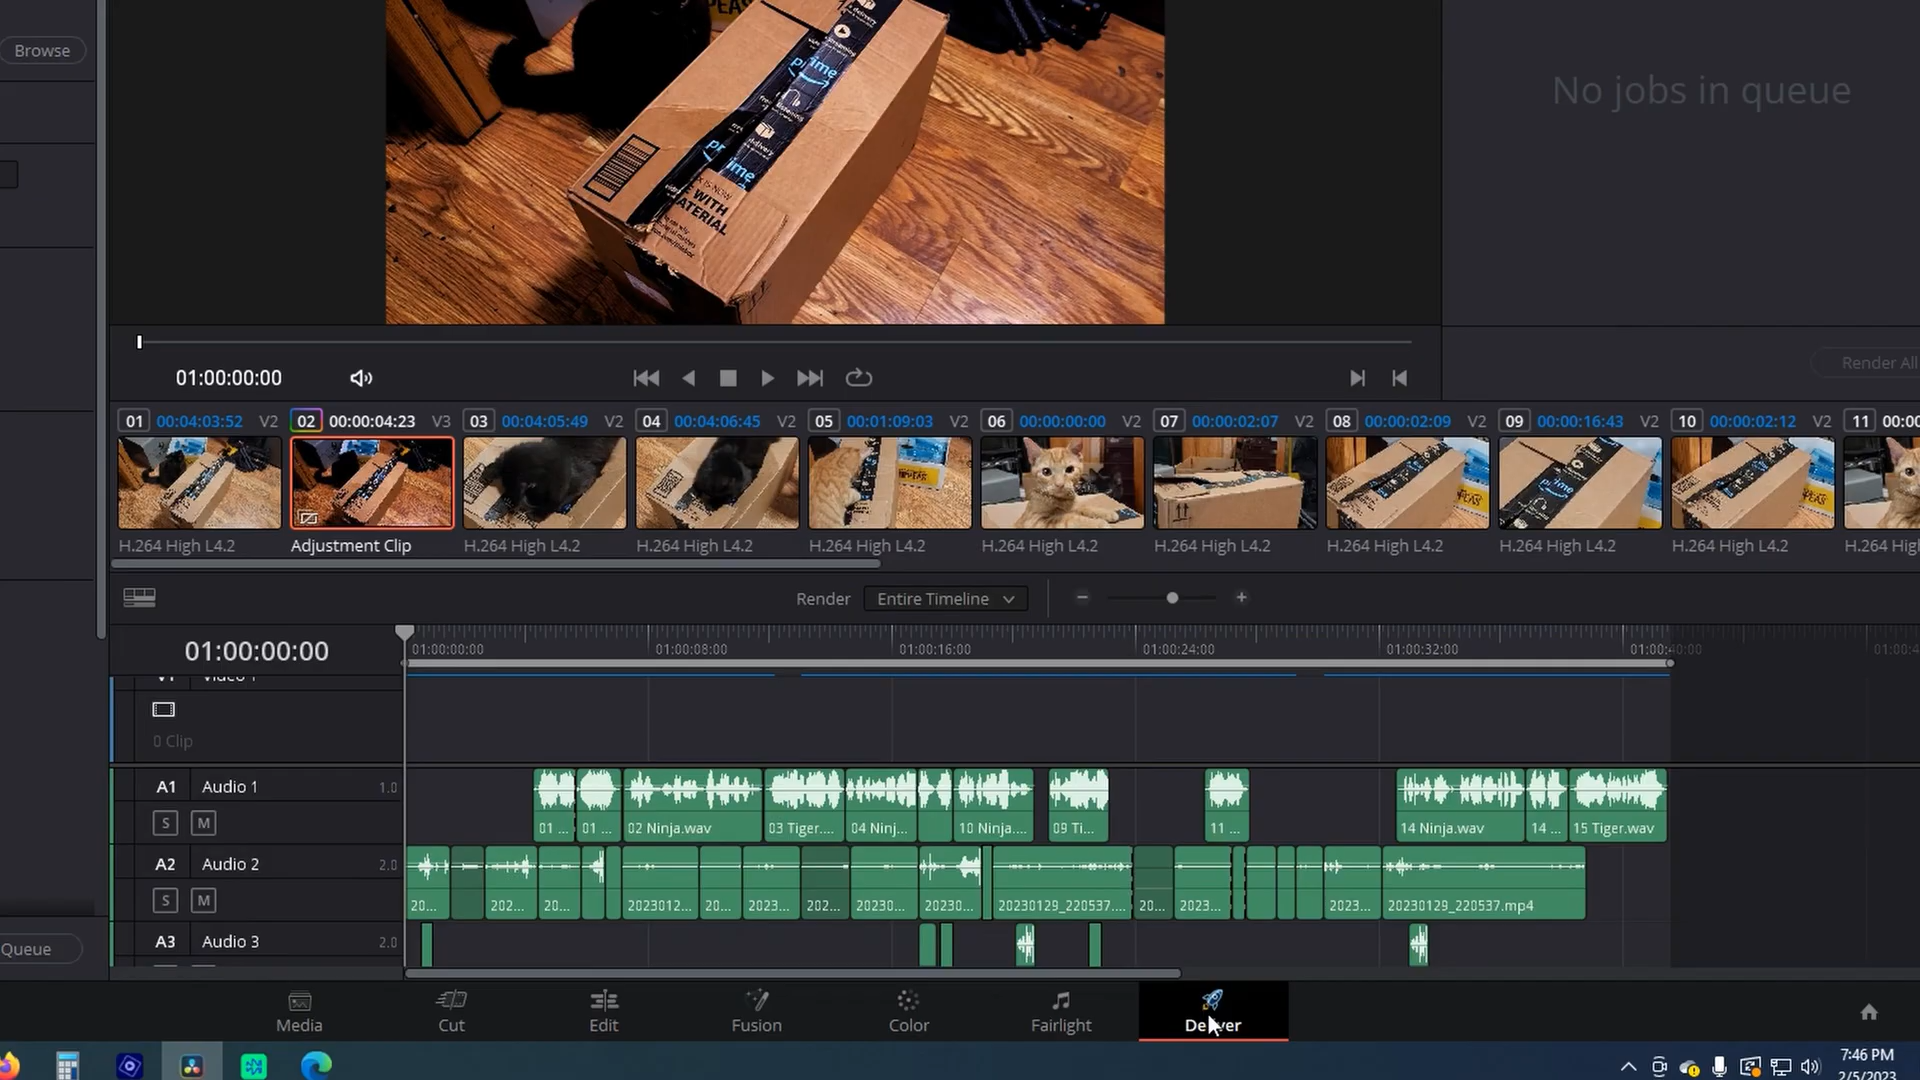 Browse
No jobs in queue
prime
prime
E WITH
ATERIAL
01:00:00:00
Render All
01 00:04:03:52 V2
02 00:00:04:23 V3
03 00:04:05:49 V2
04 00:04:06:45 V2
05 00:01:09:03 V2
06 00:00:00:00 V2
07 00:00:02:07 V2
08 00:00:02:09 V2
09 00:00:16:43 V2
10 00:00:02:12 V2
11 00:00
H.264 High L4.2
Adjustment Clip
H.264 High L4.2
H.264 High L4.2
H.264 High L4.2
H.264 High L4.2
H.264 High L4.2
H.264 High L4.2
H.264 High L4.2
H.264 High L4.2
H.264 High
Render Entire Timeline
01:00:00:00
01:00:00:00 01:00:08:00 01:00:16:00 01:00:24:00 01:00:32:00 01:00:40:00 01:00:4
V1 Video 1
0 Clip
A1 Audio 1 1.0
S M
01 ... 01 ... 02 Ninja.wav 03 Tiger.... 04 Ninj... 10 Ninja.... 09 Ti... 11 ... 14 Ninja.wav 14 ... 15 Tiger.wav
A2 Audio 2 2.0
S M
20... 202... 20... 2023012... 20... 2023... 202... 20230... 20230... 20230129_220537.... 20... 2023... 2023... 20230129_220537.mp4
A3 Audio 3 2.0
Queue
Media
Cut
Edit
Fusion
Color
Fairlight
Deliver
7:46 PM
2/5/2023